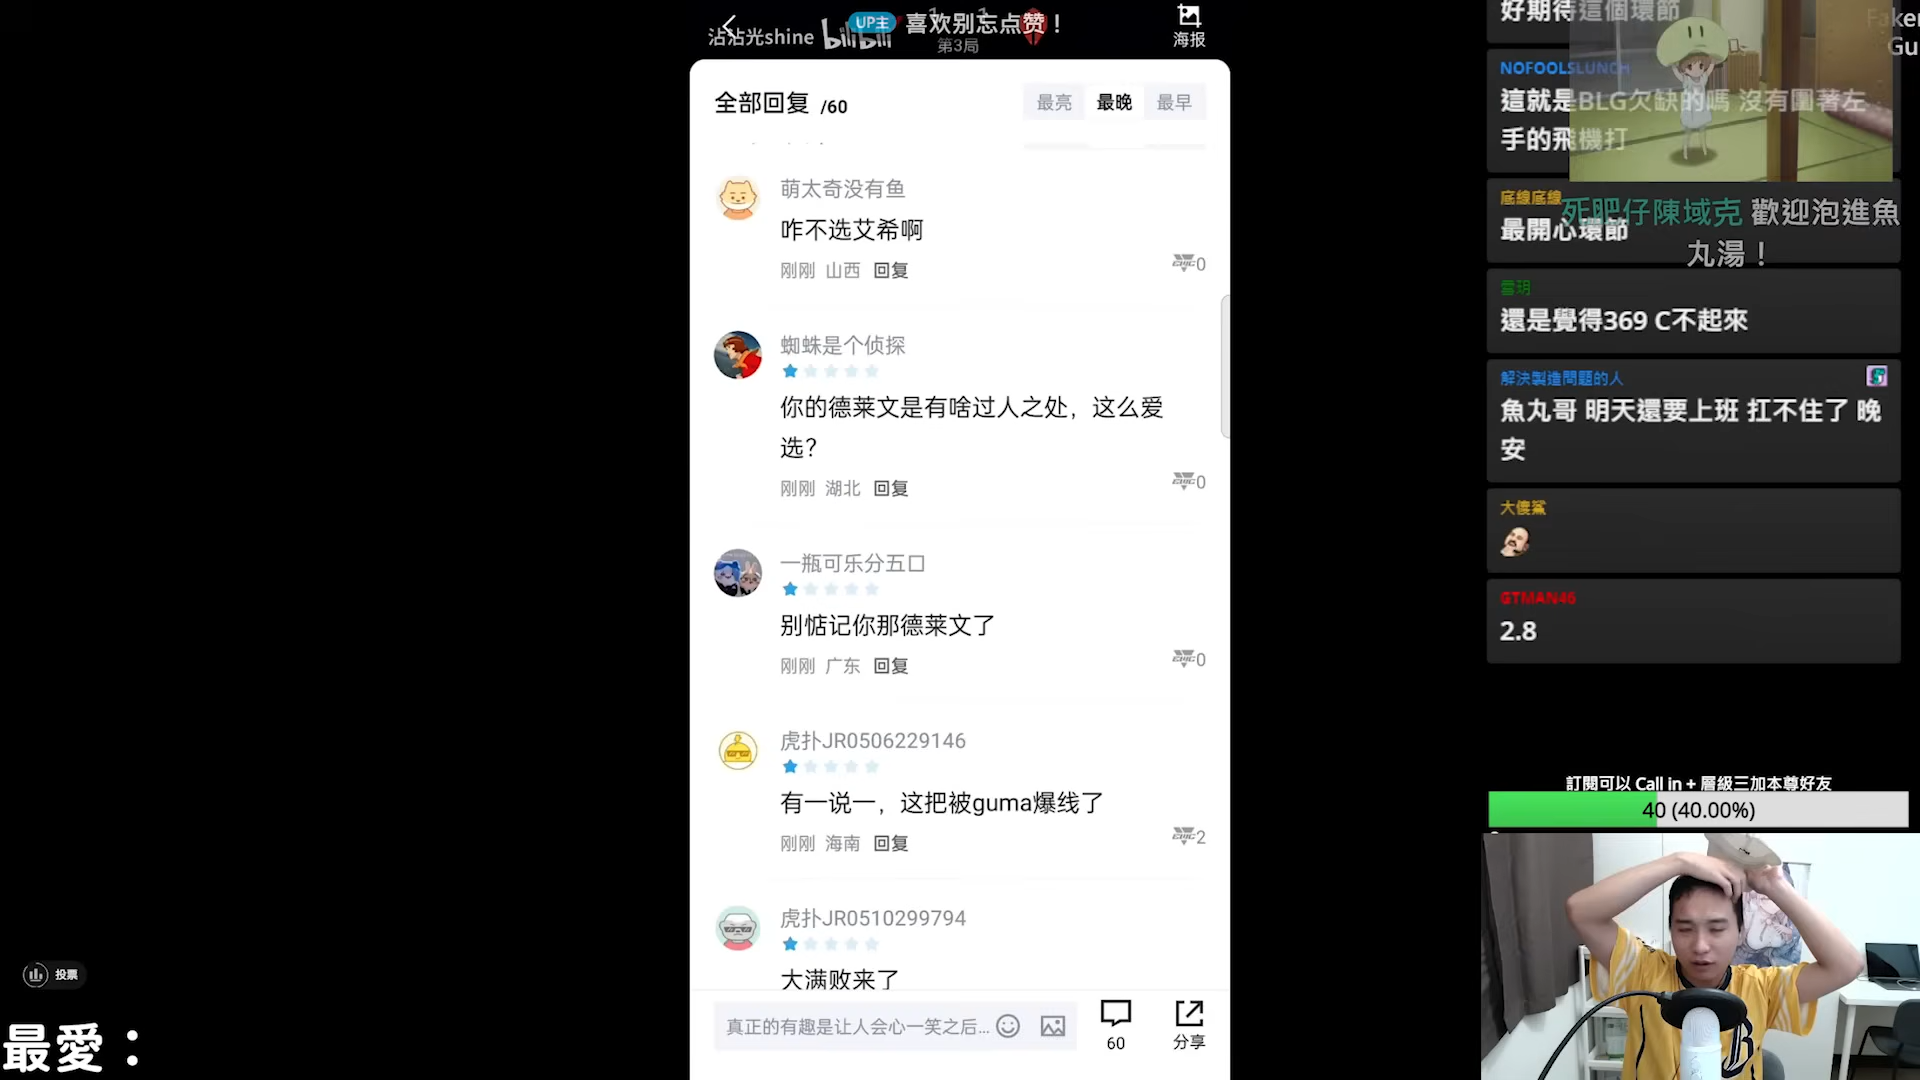 沾沾光shine bilibili UP主 喜欢别忘点赞！
第3局
海报
全部回复 /60
最亮 最晚 最早
萌太奇没有鱼
咋不选艾希啊
刚刚 山西 回复
0
蜘蛛是个侦探
你的德莱文是有啥过人之处，这么爱
选？
刚刚 湖北 回复
0
一瓶可乐分五口
别惦记你那德莱文了
刚刚 广东 回复
0
虎扑JR0506229146
有一说一，这把被guma爆线了
刚刚 海南 回复
2
虎扑JR0510299794
大满败来了
真正的有趣是让人会心一笑之后...
60
分享
投票
最愛：
好期待這個環節
Faker
Gu
NOFOOLSLUNCH
這就是BLG欠缺的嗎 沒有圍著左
手的飛機打
底線底線
最開心環節
死肥仔陳域克 歡迎泡進魚
丸湯！
雪玥
還是覺得369 C不起來
解決製造問題的人
魚丸哥 明天還要上班 扛不住了 晚
安
大傻鯊
GTMAN46
2.8
訂閱可以 Call in + 層級三加本尊好友
40 (40.00%)